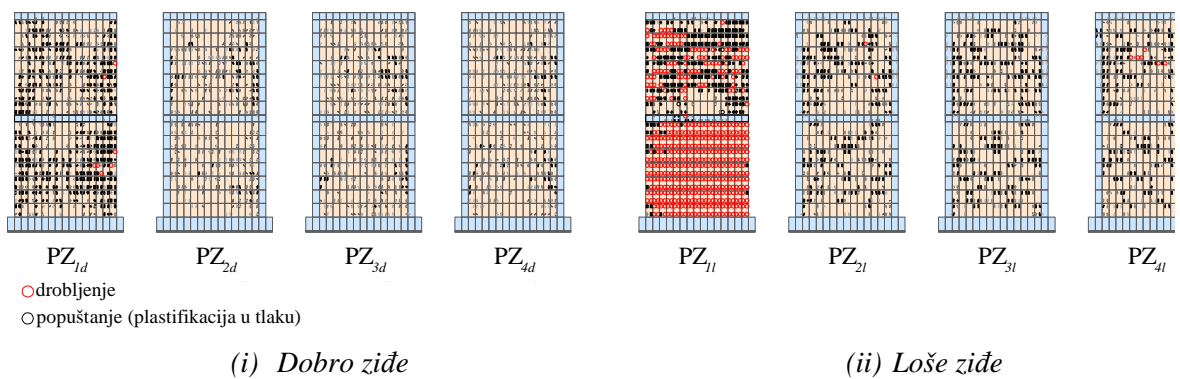 PZ1d PZ2d PZ3d PZ4d PZ1l PZ2l PZ3l PZ4l
drobljenje
popuštanje (plastifikacija u tlaku)
(i) Dobro ziđe (ii) Loše ziđe